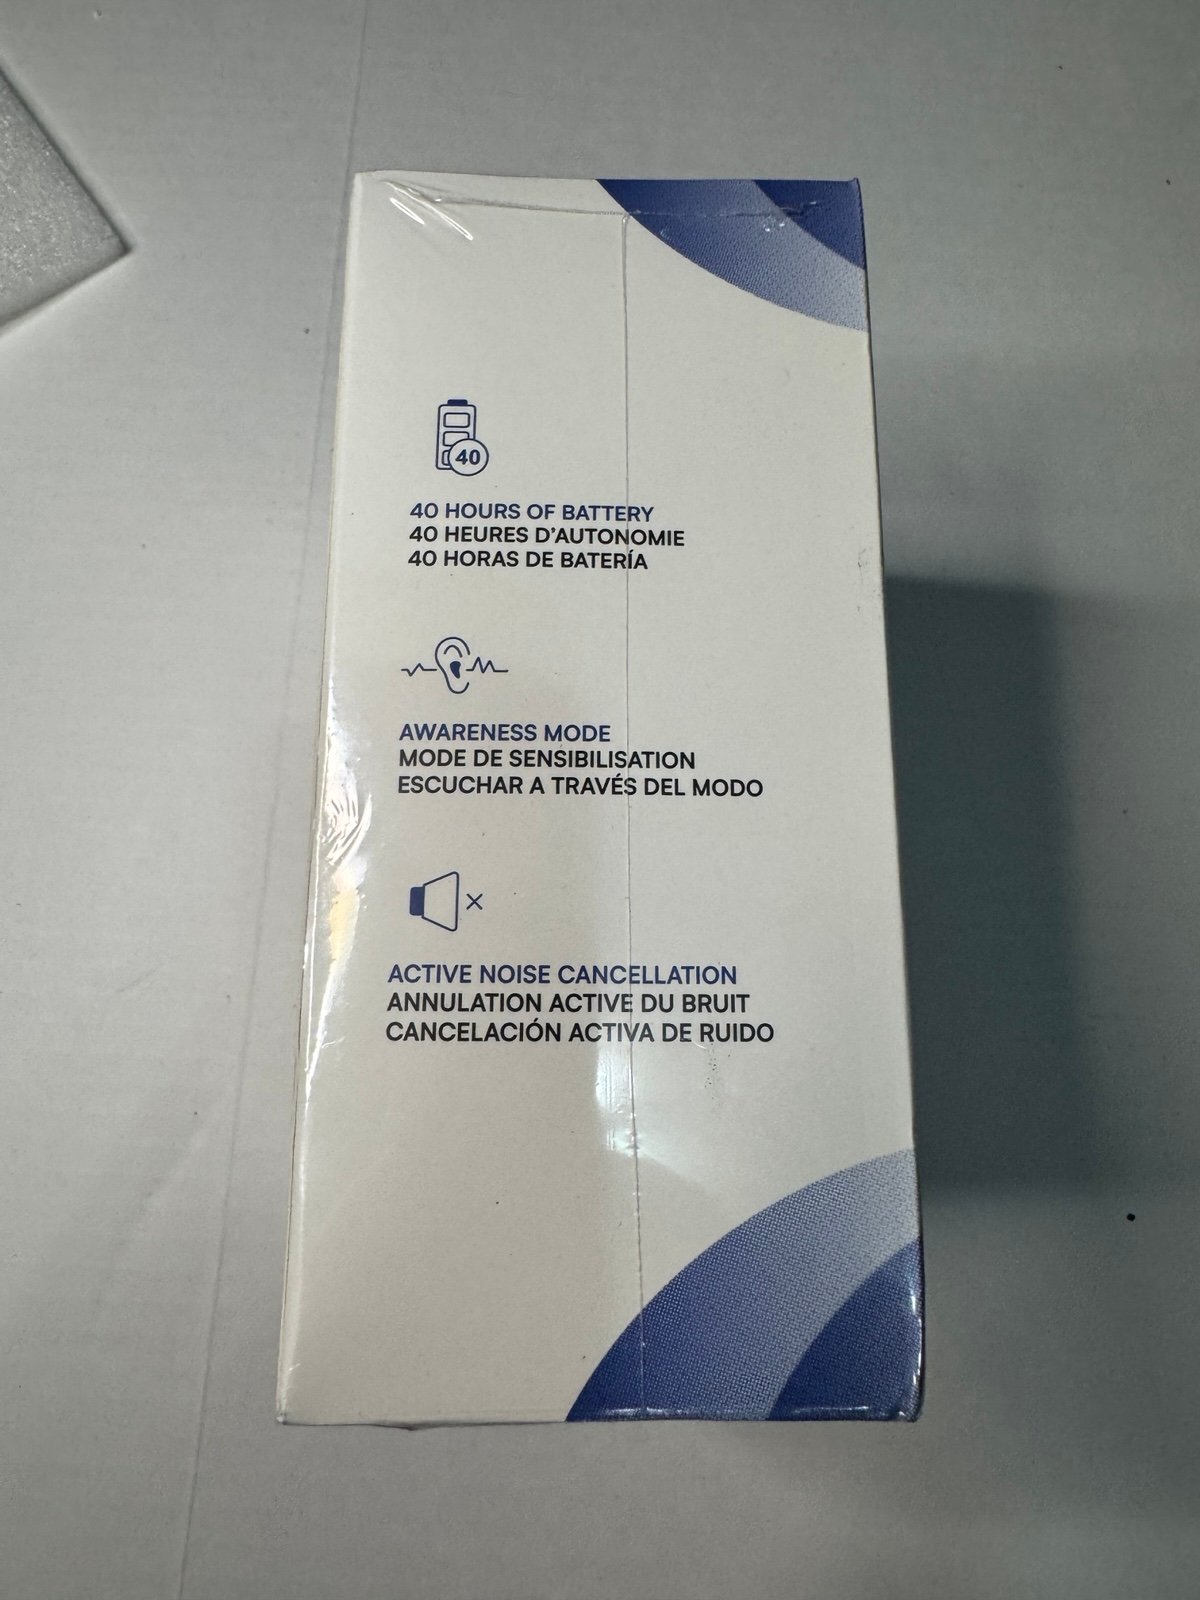 40
40 HOURS OF BATTERY
40 HEURES D'AUTONOMIE
40 HORAS DE BATERÍA
AWARENESS MODE
MODE DE SENSIBILISATION
ESCUCHAR A TRAVÉS DEL MODO
ACTIVE NOISE CANCELLATION
ANNULATION ACTIVE DU BRUIT
CANCELACIÓN ACTIVA DE RUIDO